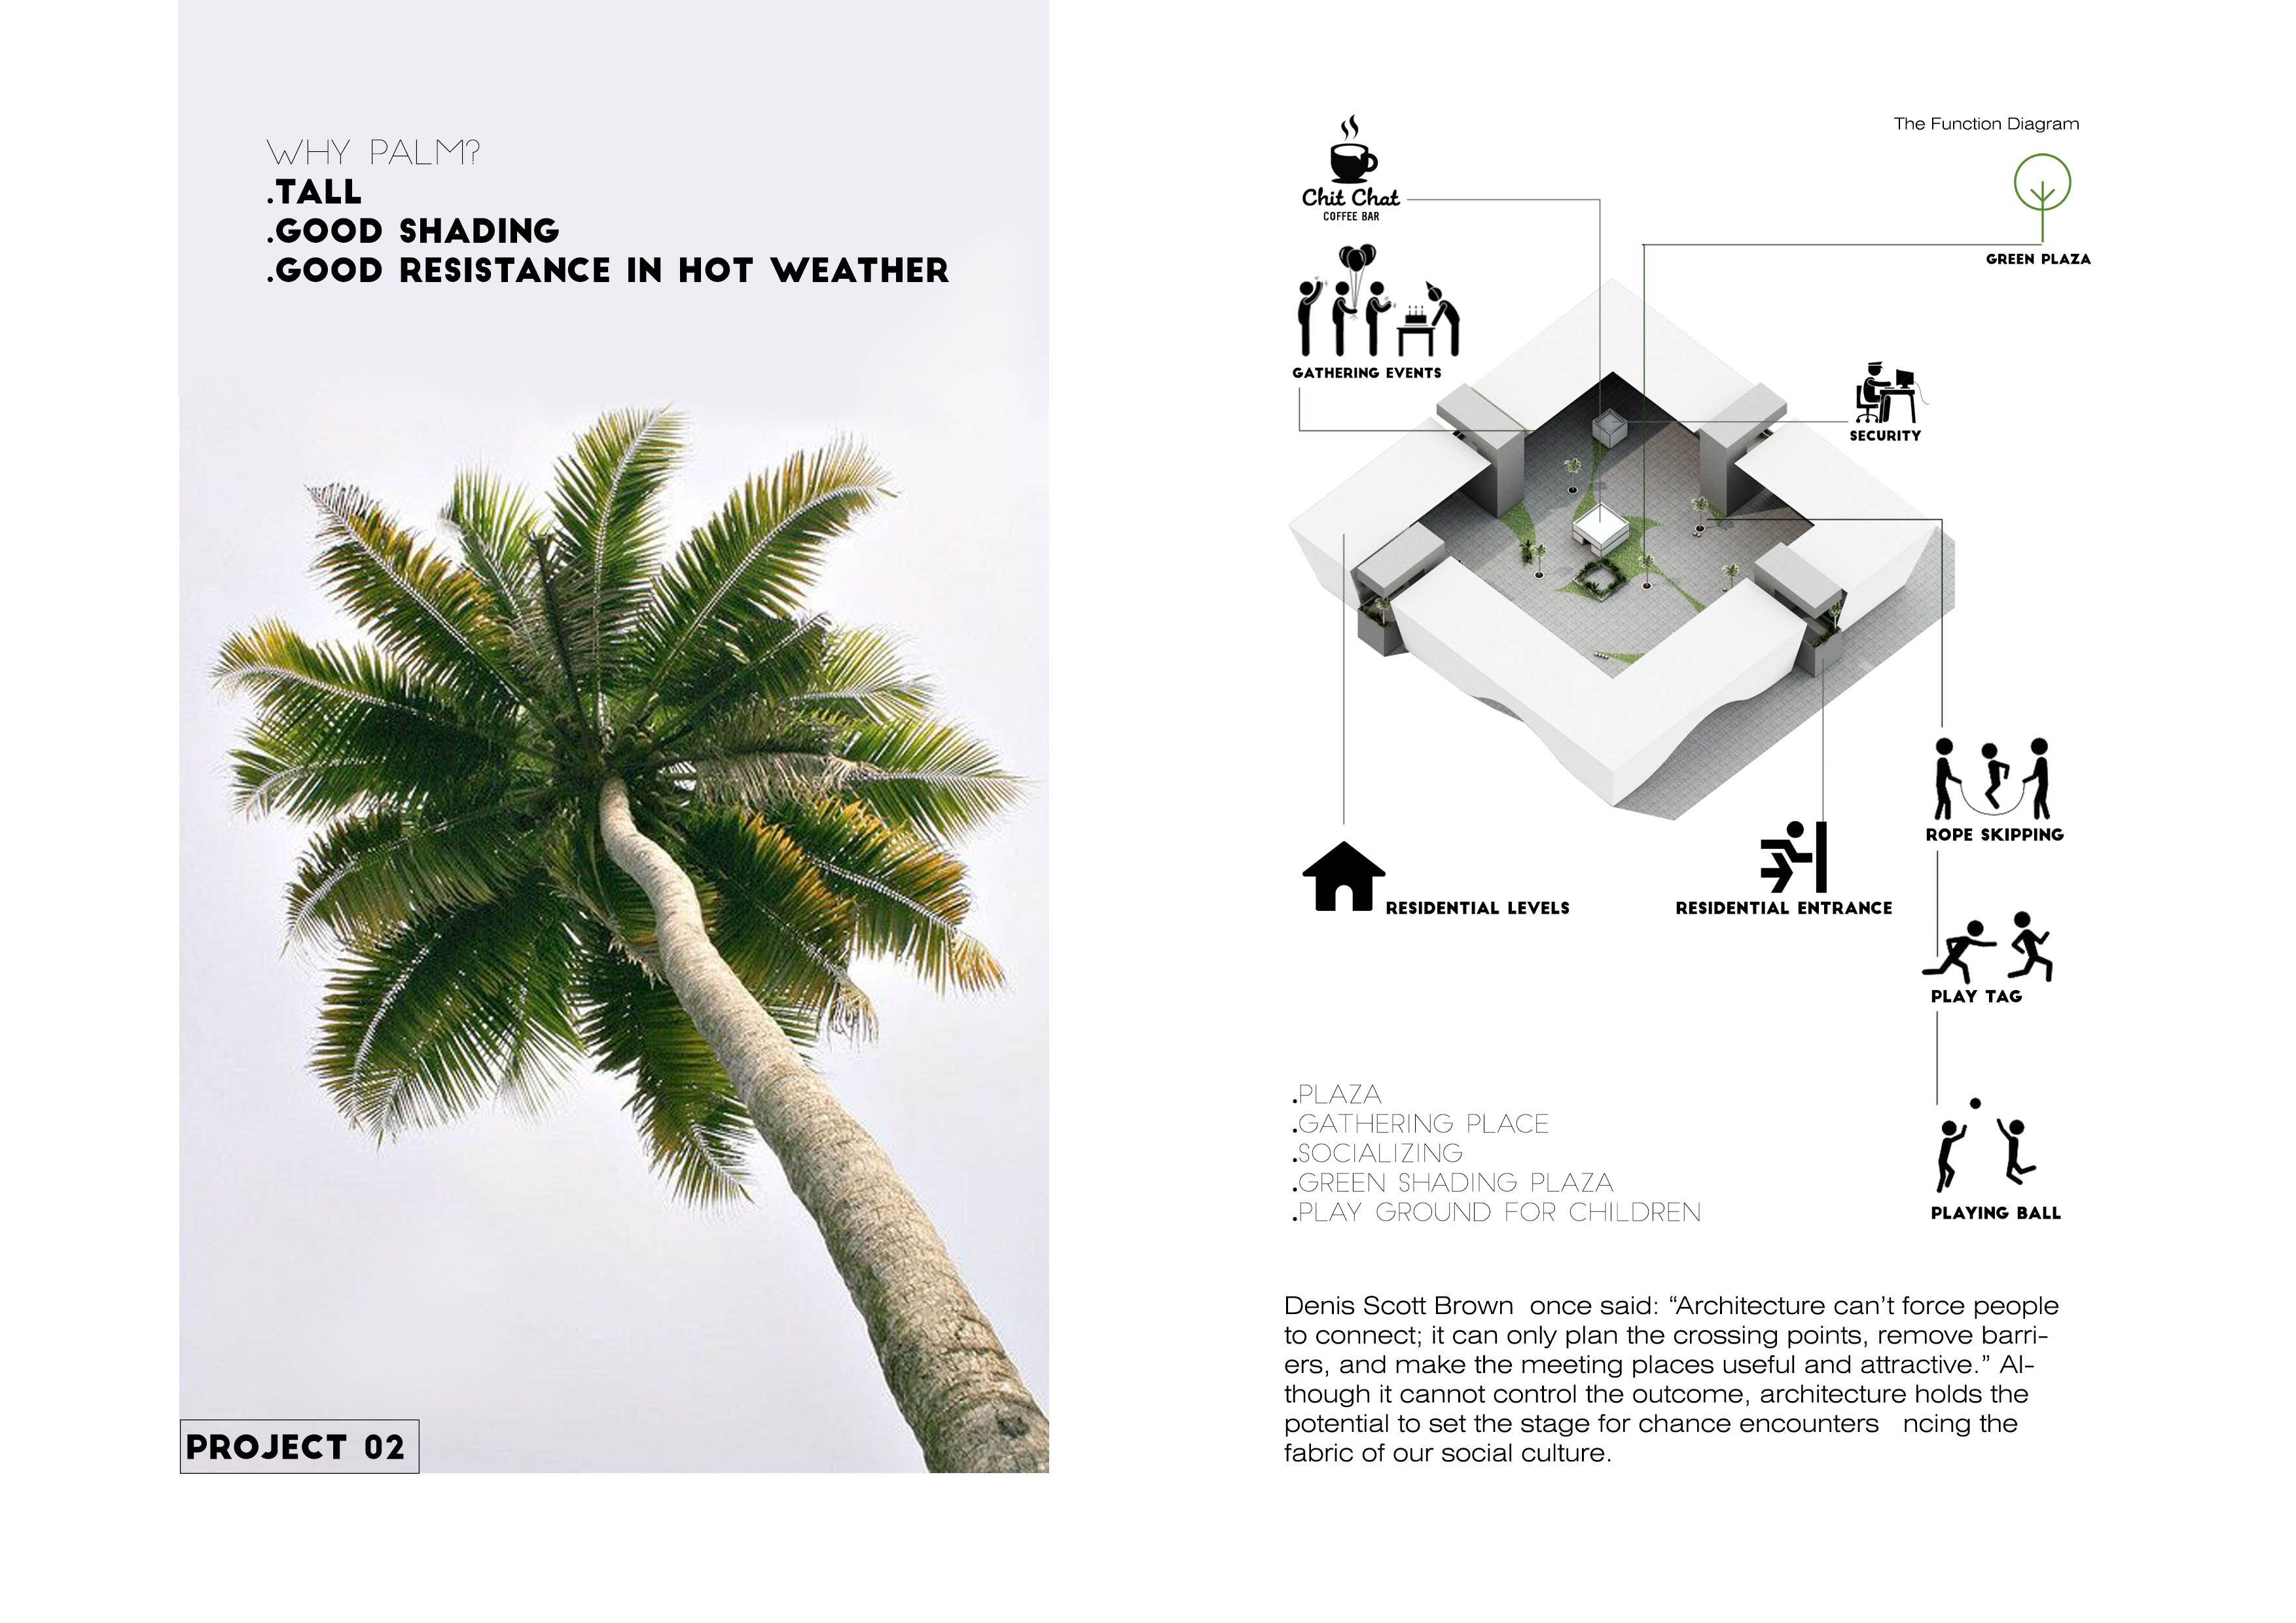 WHY PALM?
.TALL
.GOOD SHADING
.GOOD RESISTANCE IN HOT WEATHER
PROJECT 02
The Function Diagram
Chit Chat
COFFEE BAR
GREEN PLAZA
GATHERING EVENTS
SECURITY
ROPE SKIPPING
RESIDENTIAL LEVELS
RESIDENTIAL ENTRANCE
PLAY TAG
.PLAZA
.GATHERING PLACE
.SOCIALIZING
.GREEN SHADING PLAZA
.PLAY GROUND FOR CHILDREN
PLAYING BALL
Denis Scott Brown  once said: “Architecture can’t force people
to connect; it can only plan the crossing points, remove barri-
ers, and make the meeting places useful and attractive.” Al-
though it cannot control the outcome, architecture holds the
potential to set the stage for chance encounters   ncing the
fabric of our social culture.